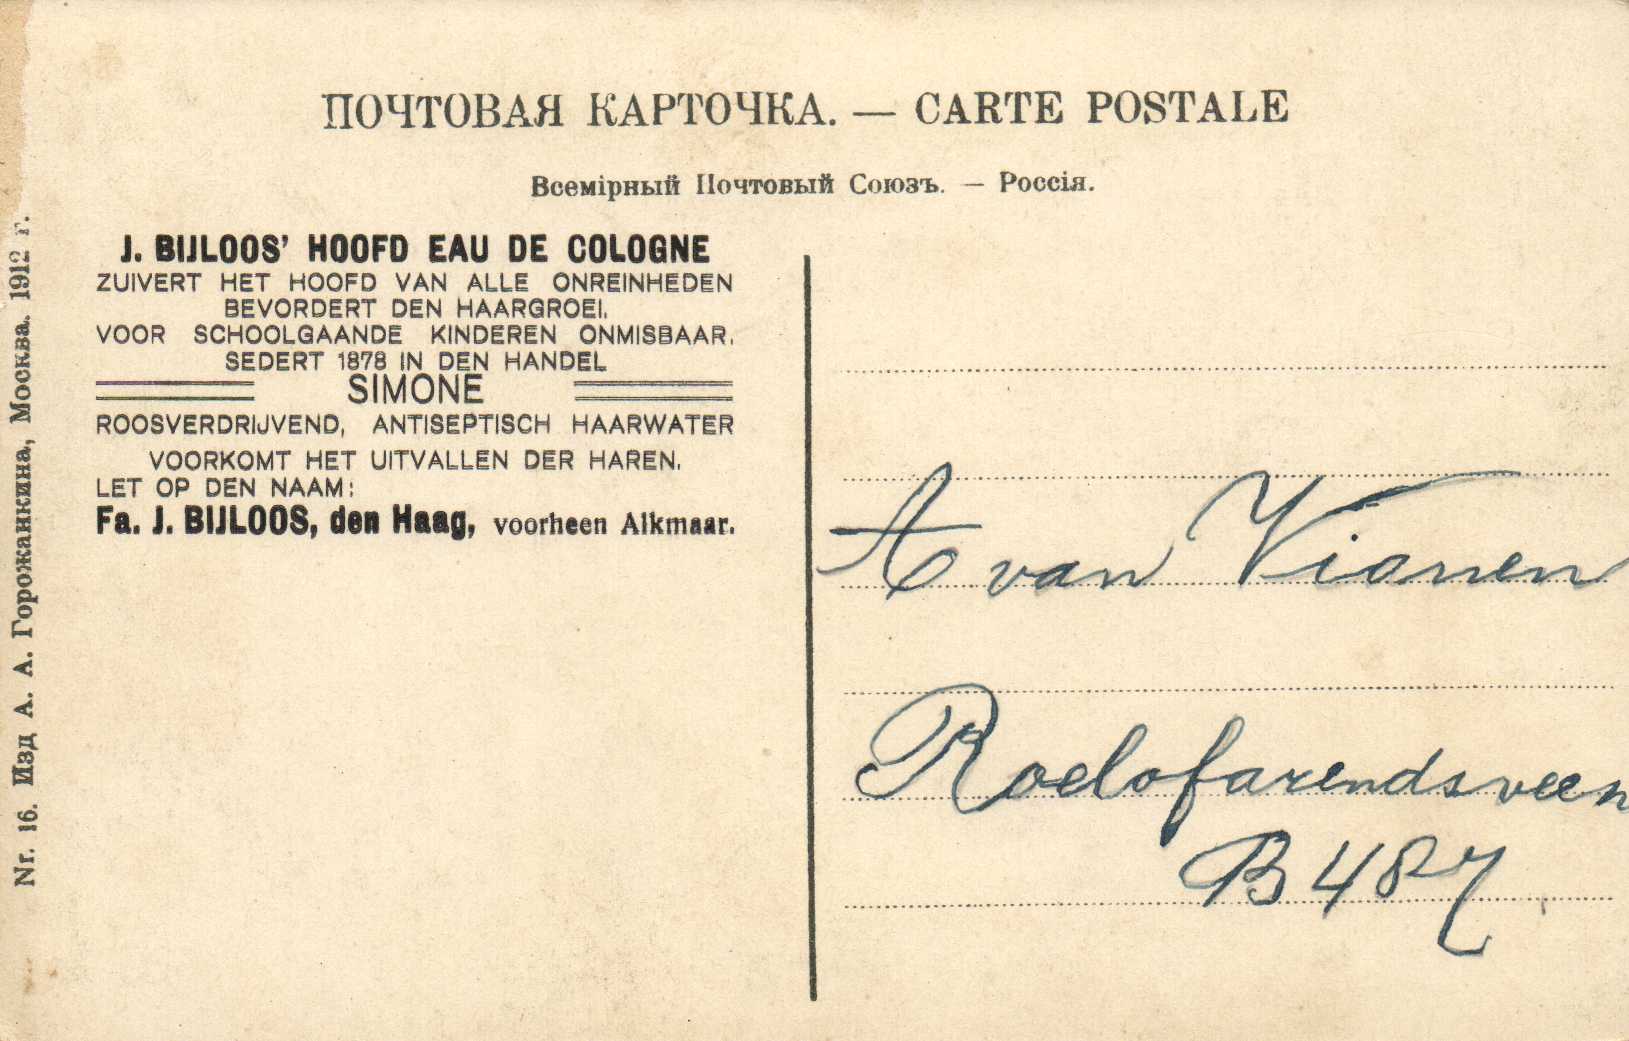 ПОЧТОВАЯ КАРТОЧКА. — CARTE POSTALE
Всемірный Почтовый Союзъ. — Россія.
J. BIJLOOS' HOOFD EAU DE COLOGNE
ZUIVERT HET HOOFD VAN ALLE ONREINHEDEN
BEVORDERT DEN HAARGROEI.
VOOR SCHOOLGAANDE KINDEREN ONMISBAAR.
SEDERT 1878 IN DEN HANDEL
SIMONE
ROOSVERDRIJVEND, ANTISEPTISCH HAARWATER
VOORKOMT HET UITVALLEN DER HAREN.
LET OP DEN NAAM:
Fa. J. BIJLOOS, den Haag, voorheen Alkmaar.
Nr. 16. Изд А. А. Горожанкина, Москва. 1912 г.
A van Vianen
Roelofarendsveen
B 487